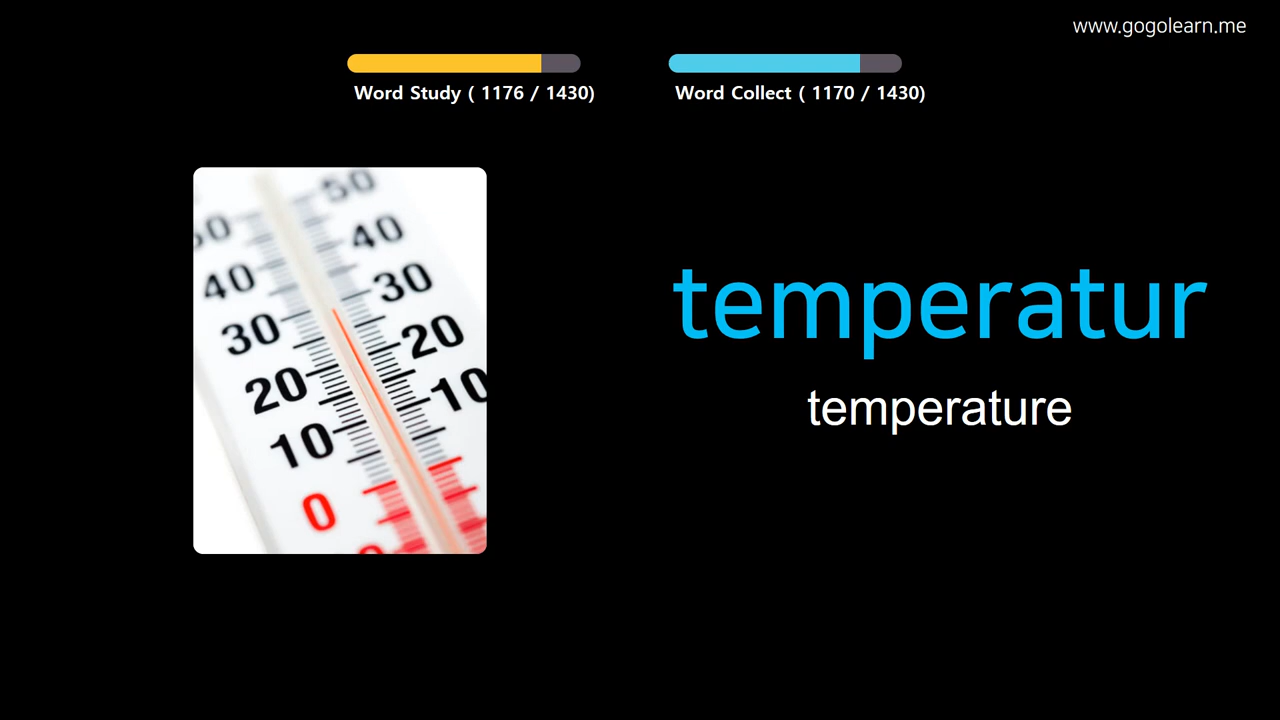 www.gogolearn.me
Word Study ( 1176 / 1430)
Word Collect ( 1170 / 1430)
50
50
40
40
30
30
20
20
10
10
0
temperatur
temperature